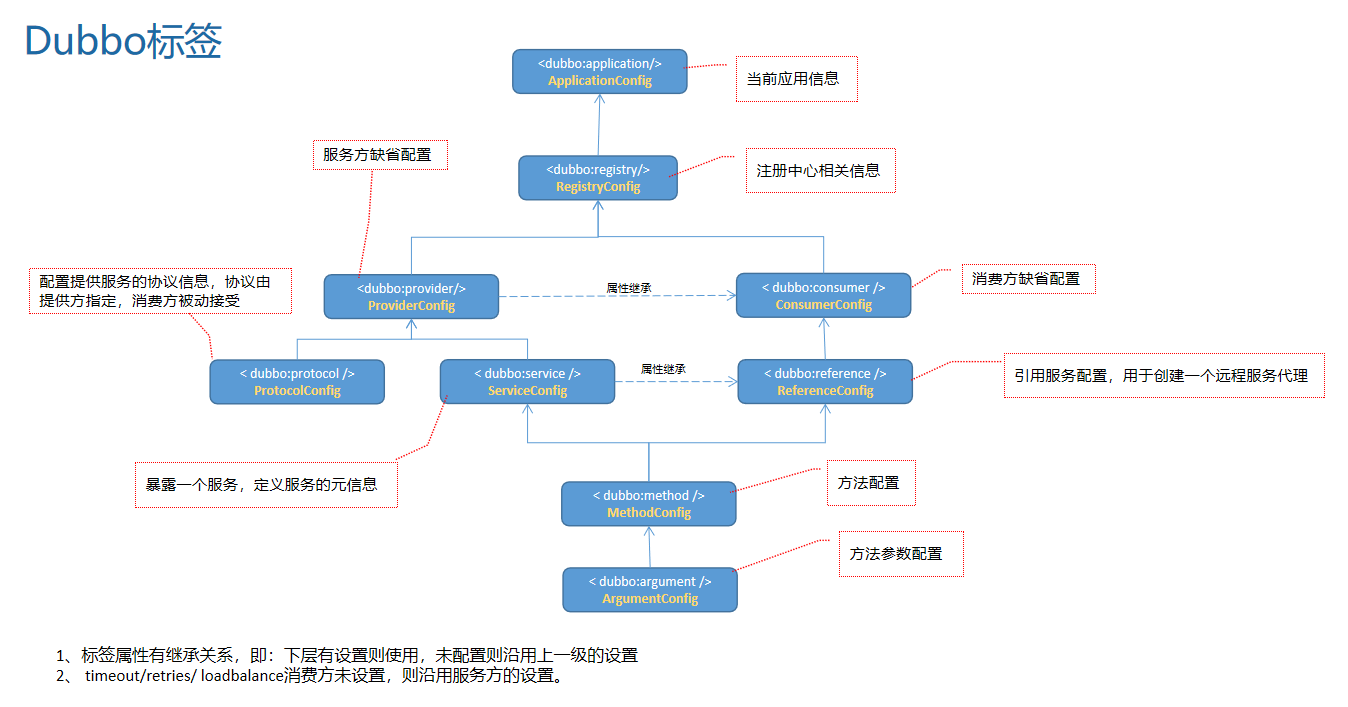 Dubbo标签
<dubbo:application/>
ApplicationConfig
当前应用信息
服务方缺省配置
<dubbo:registry/>
RegistryConfig
注册中心相关信息
配置提供服务的协议信息，协议由
提供方指定，消费方被动接受
<dubbo:provider/>
ProviderConfig
属性继承
< dubbo:consumer />
ConsumerConfig
消费方缺省配置
< dubbo:protocol />
ProtocolConfig
< dubbo:service />
ServiceConfig
属性继承
< dubbo:reference />
ReferenceConfig
引用服务配置，用于创建一个远程服务代理
暴露一个服务，定义服务的元信息
< dubbo:method />
MethodConfig
方法配置
< dubbo:argument />
ArgumentConfig
方法参数配置
1、标签属性有继承关系，即：下层有设置则使用，未配置则沿用上一级的设置
2、 timeout/retries/ loadbalance消费方未设置，则沿用服务方的设置。